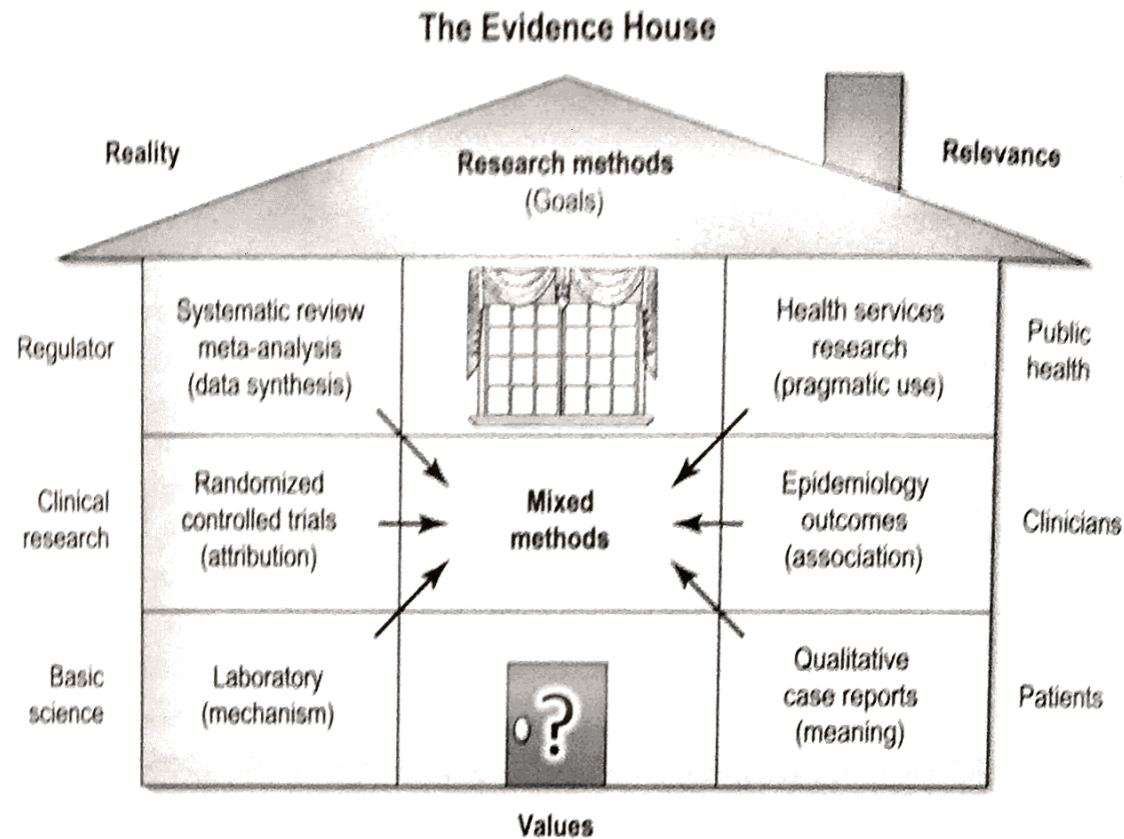 The Evidence House
Reality
Relevance
Research methods
(Goals)
Regulator
Systematic review
meta-analysis
(data synthesis)
Health services
research
(pragmatic use)
Public
health
Clinical
research
Randomized
controlled trials
(attribution)
Mixed
methods
Epidemiology
outcomes
(association)
Clinicians
Basic
science
Laboratory
(mechanism)
?
Qualitative
case reports
(meaning)
Patients
Values